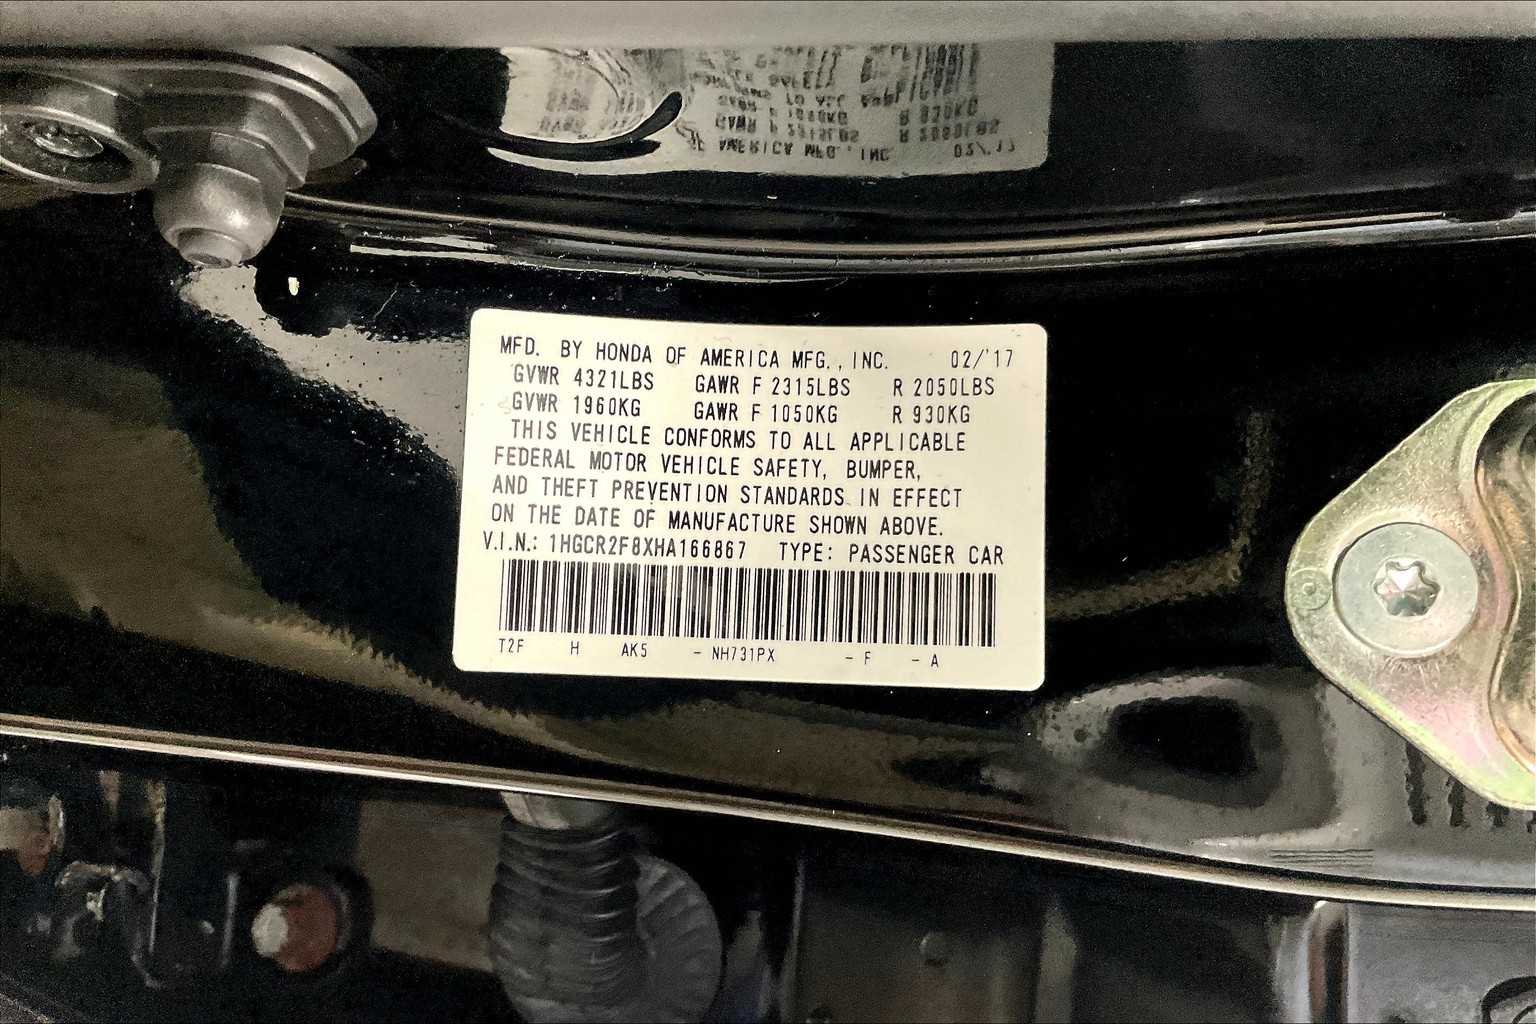 MFD. BY HONDA OF AMERICA MFG., INC. 02/'17
GVWR 4321LBS GAWR F 2315LBS R 2050LBS
GVWR 1960KG GAWR F 1050KG R 930KG
THIS VEHICLE CONFORMS TO ALL APPLICABLE
FEDERAL MOTOR VEHICLE SAFETY, BUMPER,
AND THEFT PREVENTION STANDARDS IN EFFECT
ON THE DATE OF MANUFACTURE SHOWN ABOVE.
V.I.N.: 1HGCR2F8XHA166867 TYPE: PASSENGER CAR
T2F H AK5 - NH731PX - F - A